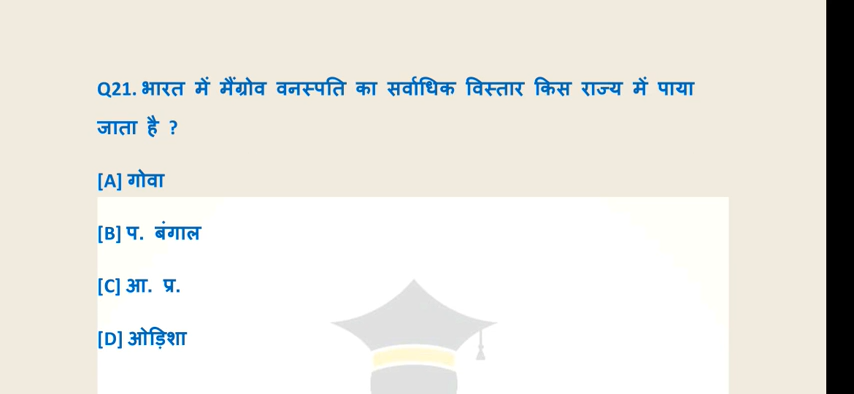 Q21. भारत में मैंग्रोव वनस्पति का सर्वाधिक विस्तार किस राज्य में पाया
जाता है ?
[A] गोवा
[B] प. बंगाल
[C] आ. प्र.
[D] ओड़िशा